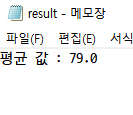 result - 메모장
파일(F) 편집(E) 서식
평균 값 : 79.0